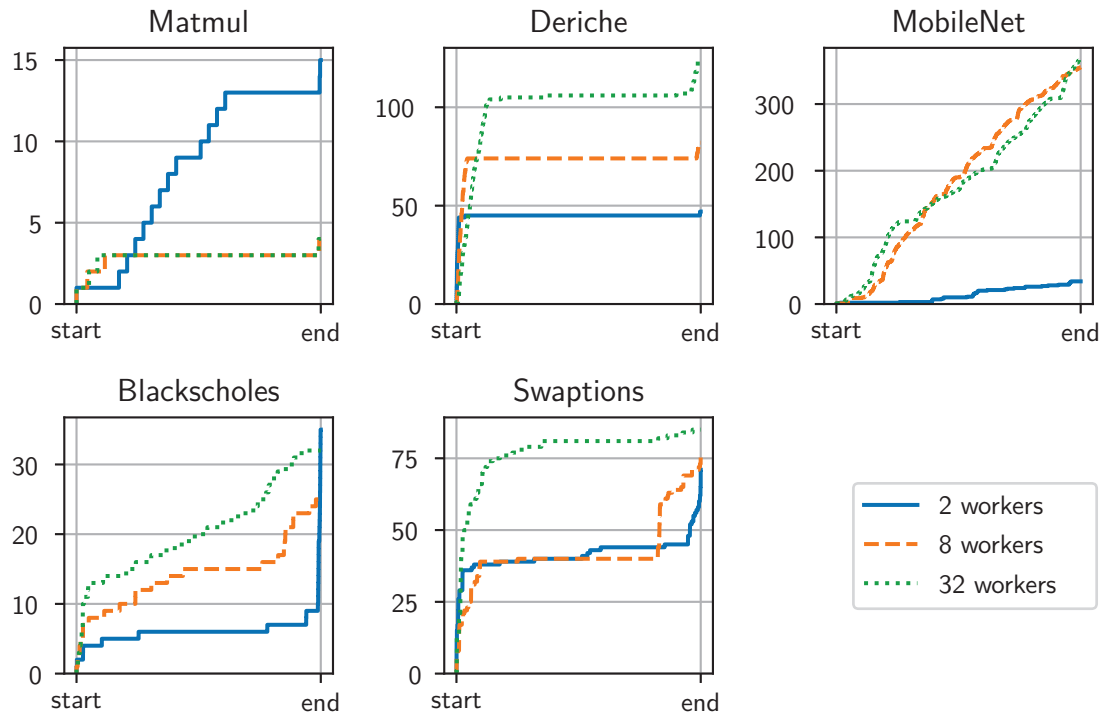 Matmul
15
10
5
0
start
end
Deriche
100
50
0
start
end
MobileNet
300
200
100
0
start
end
Blackscholes
30
20
10
0
start
end
Swaptions
75
50
25
0
start
end
2 workers
8 workers
32 workers